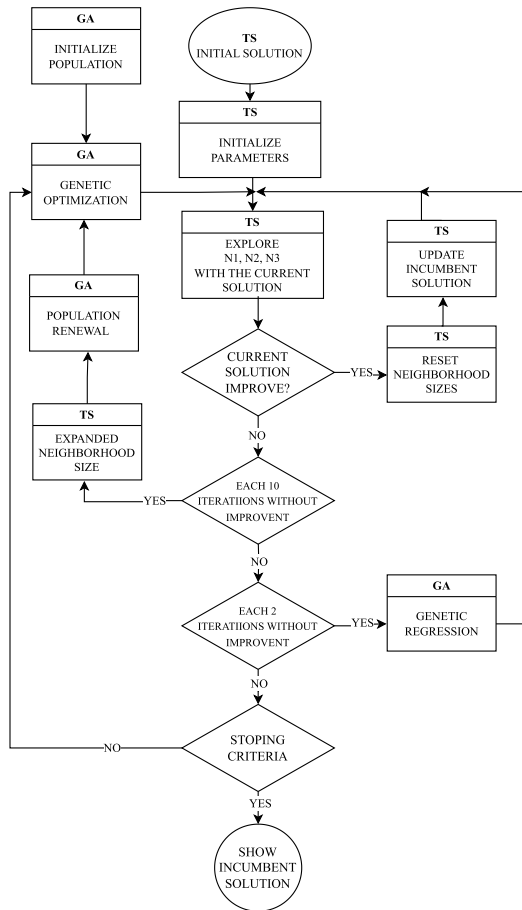 GA
INITIALIZE
POPULATION
TS
INITIAL SOLUTION
TS
INITIALIZE
PARAMETERS
GA
GENETIC
OPTIMIZATION
TS
EXPLORE
N1, N2, N3
WITH THE CURRENT
SOLUTION
TS
UPDATE
INCUMBENT
SOLUTION
GA
POPULATION
RENEWAL
CURRENT
SOLUTION
IMPROVE?
YES
TS
RESET
NEIGHBORHOOD
SIZES
TS
EXPANDED
NEIGHBORHOOD
SIZE
NO
EACH 10
ITERATIIONS WITHOUT
IMPROVENT
YES
NO
EACH 2
ITERATIIONS WITHOUT
IMPROVENT
YES
GA
GENETIC
REGRESSION
NO
STOPING
CRITERIA
NO
YES
SHOW
INCUMBENT
SOLUTION